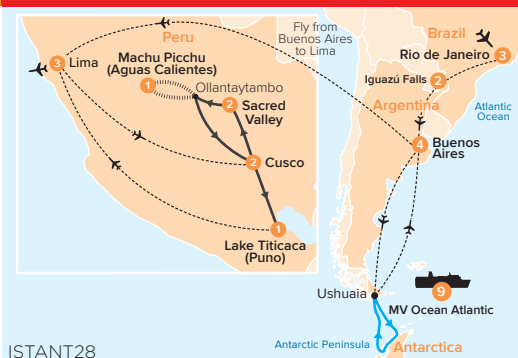 Peru
Fly from
Buenos Aires
to Lima
Brazil
Rio de Janeiro
3
3
Lima
Machu Picchu
(Aguas Calientes)
1
Ollantaytambo
2
Sacred
Valley
Iguazú Falls
2
Argentina
Atlantic
Ocean
4
Buenos
Aires
2
Cusco
1
Lake Titicaca
(Puno)
Ushuaia
9
MV Ocean Atlantic
Antarctic Peninsula
Antarctica
ISTANT28